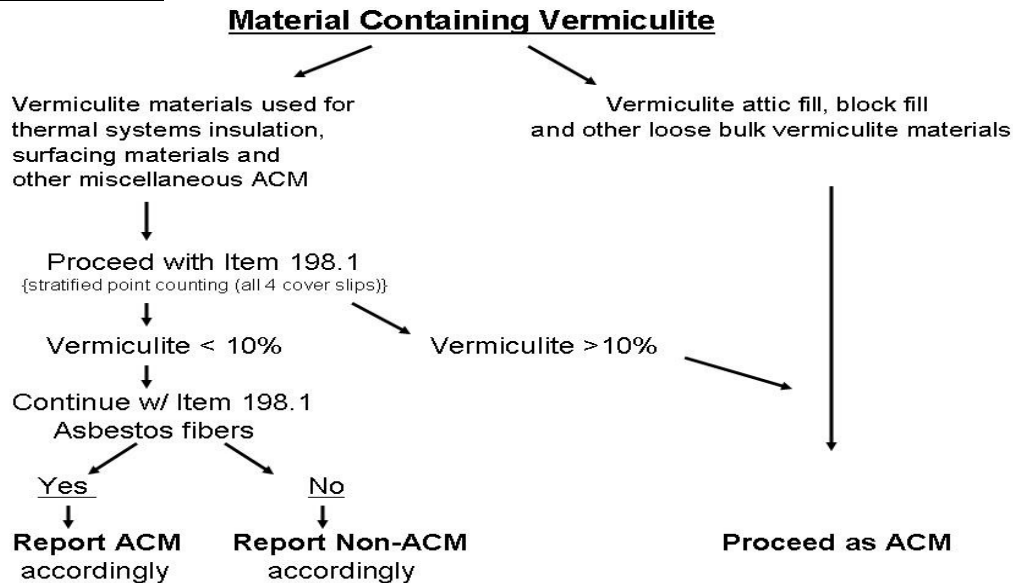 Material Containing Vermiculite
Vermiculite materials used for
thermal systems insulation,
surfacing materials and
other miscellaneous ACM
Vermiculite attic fill, block fill
and other loose bulk vermiculite materials
Proceed with Item 198.1
{stratified point counting (all 4 cover slips)}
Vermiculite < 10%
Vermiculite >10%
Continue w/ Item 198.1
Asbestos fibers
Yes
No
Report ACM
accordingly
Report Non-ACM
accordingly
Proceed as ACM